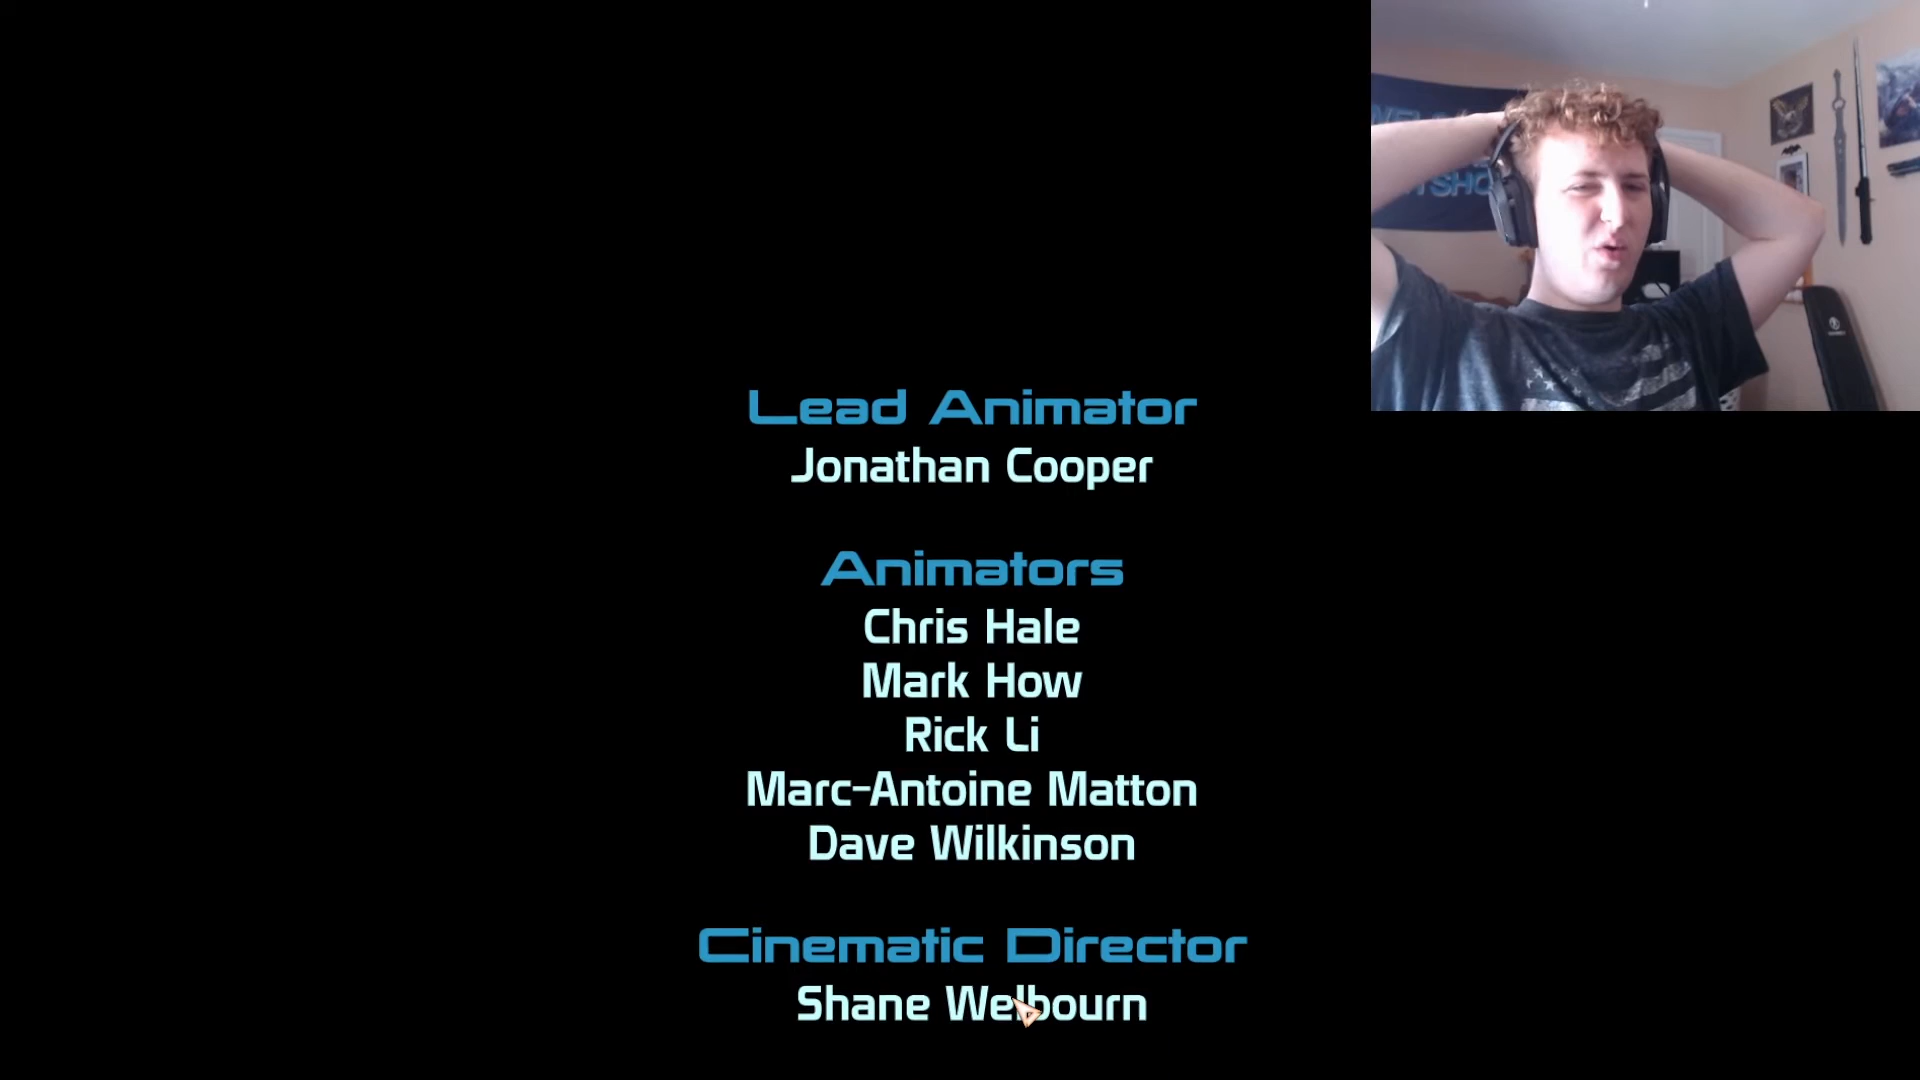 Lead Animator
Jonathan Cooper
Animators
Chris Hale
Mark How
Rick Li
Marc-Antoine Matton
Dave Wilkinson
Cinematic Director
Shane Welbourn